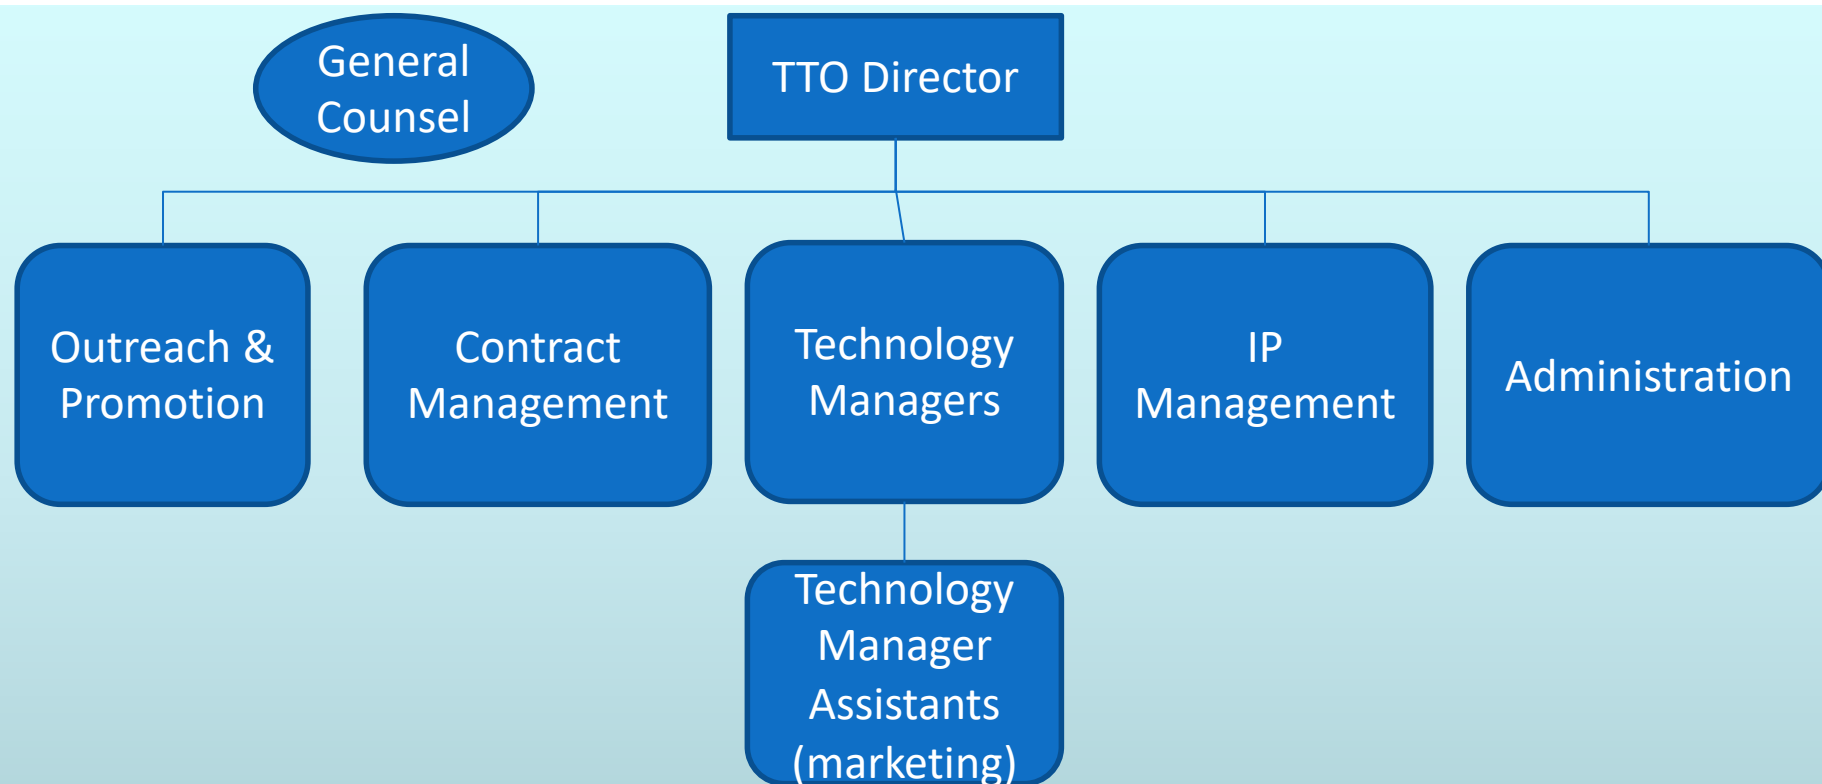 General
Counsel
TTO Director
Outreach &
Promotion
Contract
Management
Technology
Managers
IP
Management
Administration
Technology
Manager
Assistants
(marketing)